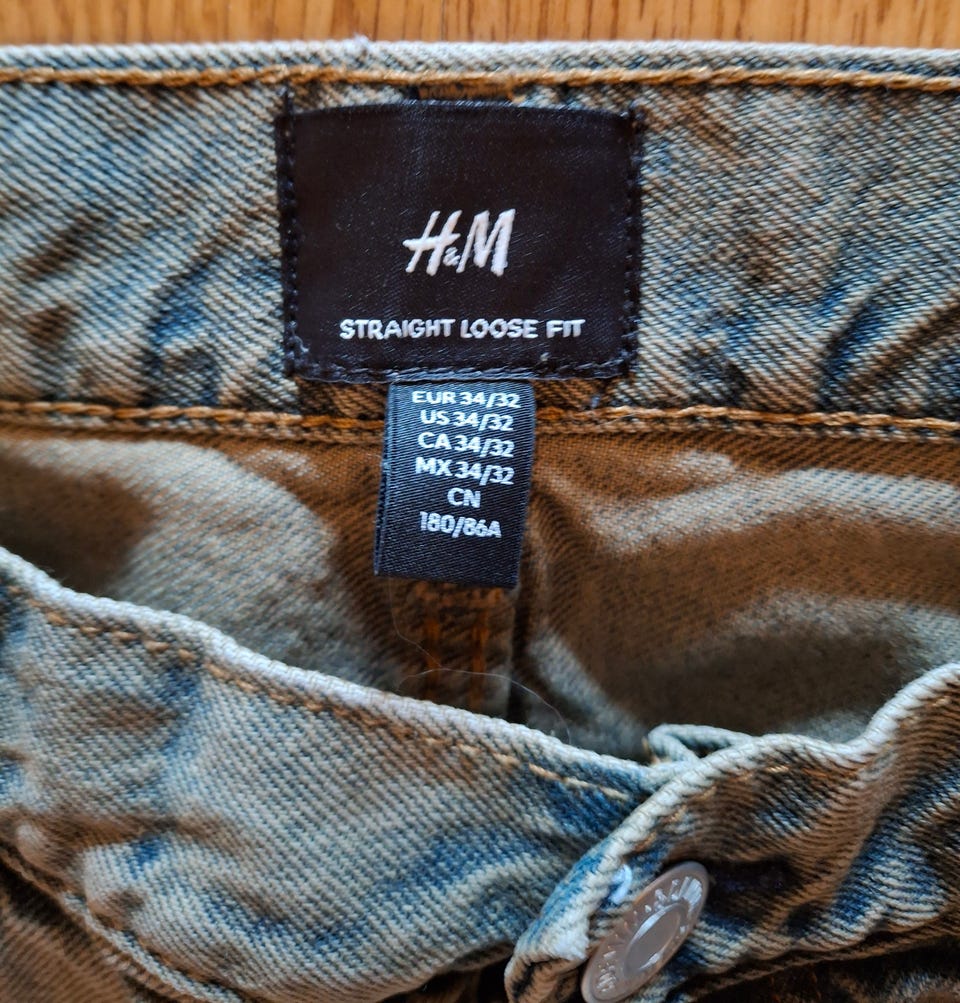 H&M
STRAIGHT LOOSE FIT
EUR 34/32
US 34/32
CA 34/32
MX 34/32
CN
180/86A